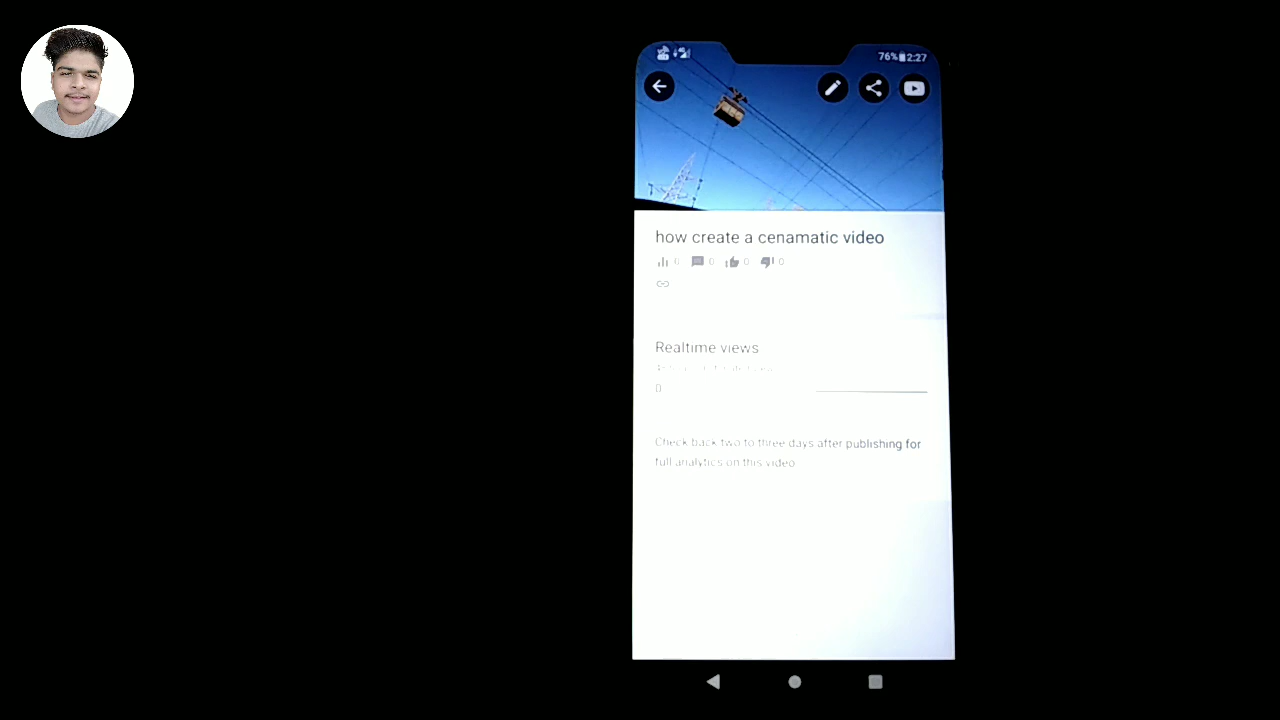 76% 2:27
how create a cenamatic video
0 0 0 0
Realtime views
0
Check back two to three days after publishing for
full analytics on this video